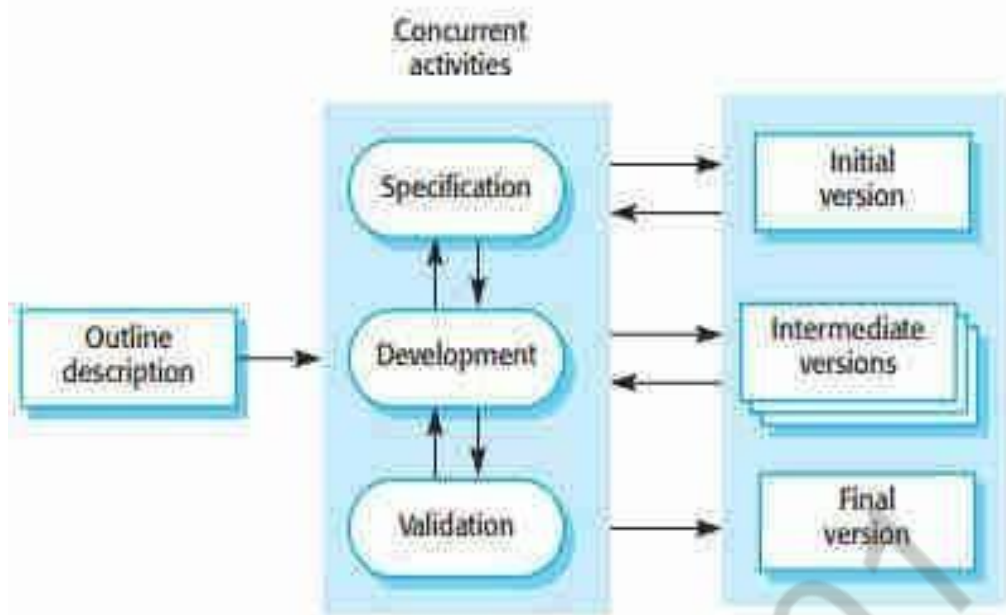 Concurrent
activities
Specification
Initial
version
Outline
description
Development
Intermediate
versions
Validation
Final
version